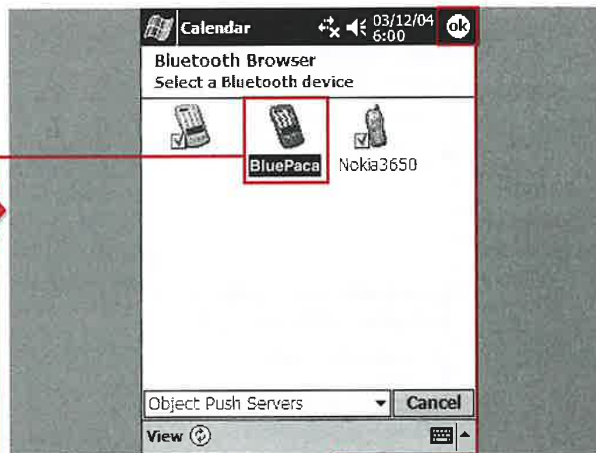 Calendar 03/12/04 6:00 ok
Bluetooth Browser
Select a Bluetooth device
BluePaca Nokia3650
Object Push Servers Cancel
View